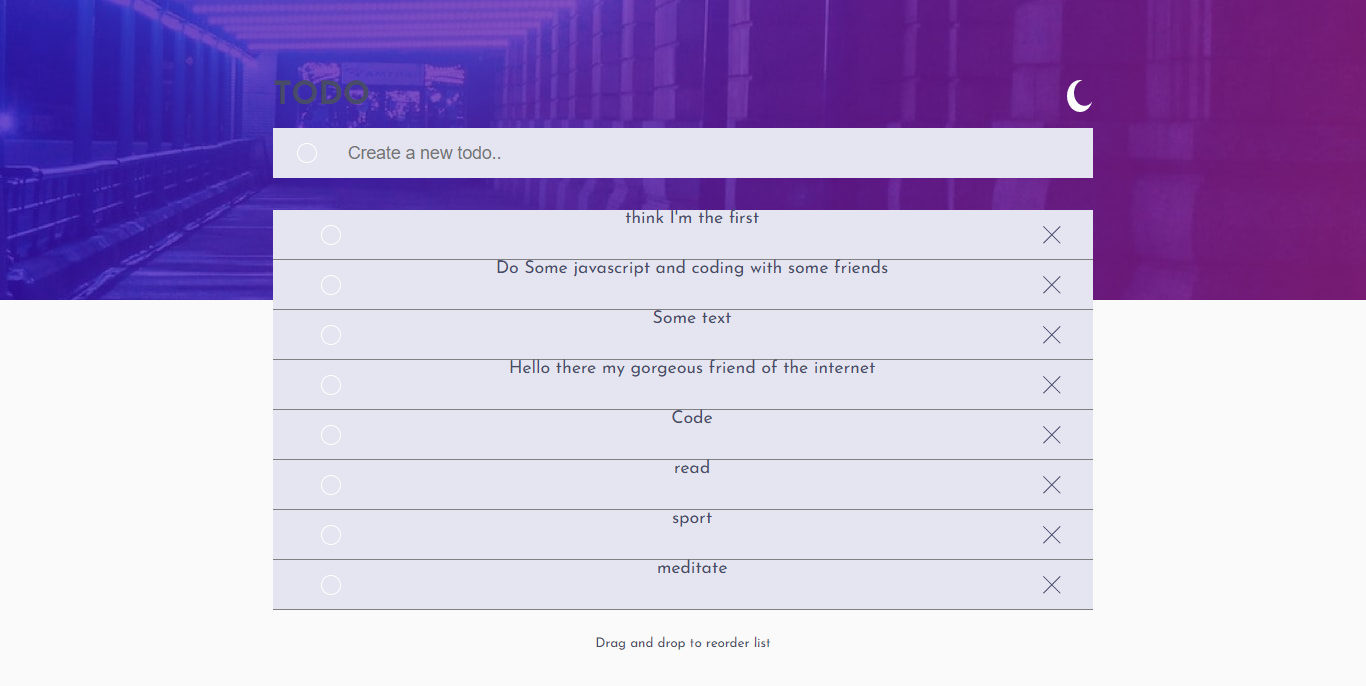 TODO
Create a new todo..
think I'm the first
Do Some javascript and coding with some friends
Some text
Hello there my gorgeous friend of the internet
Code
read
sport
meditate
Drag and drop to reorder list